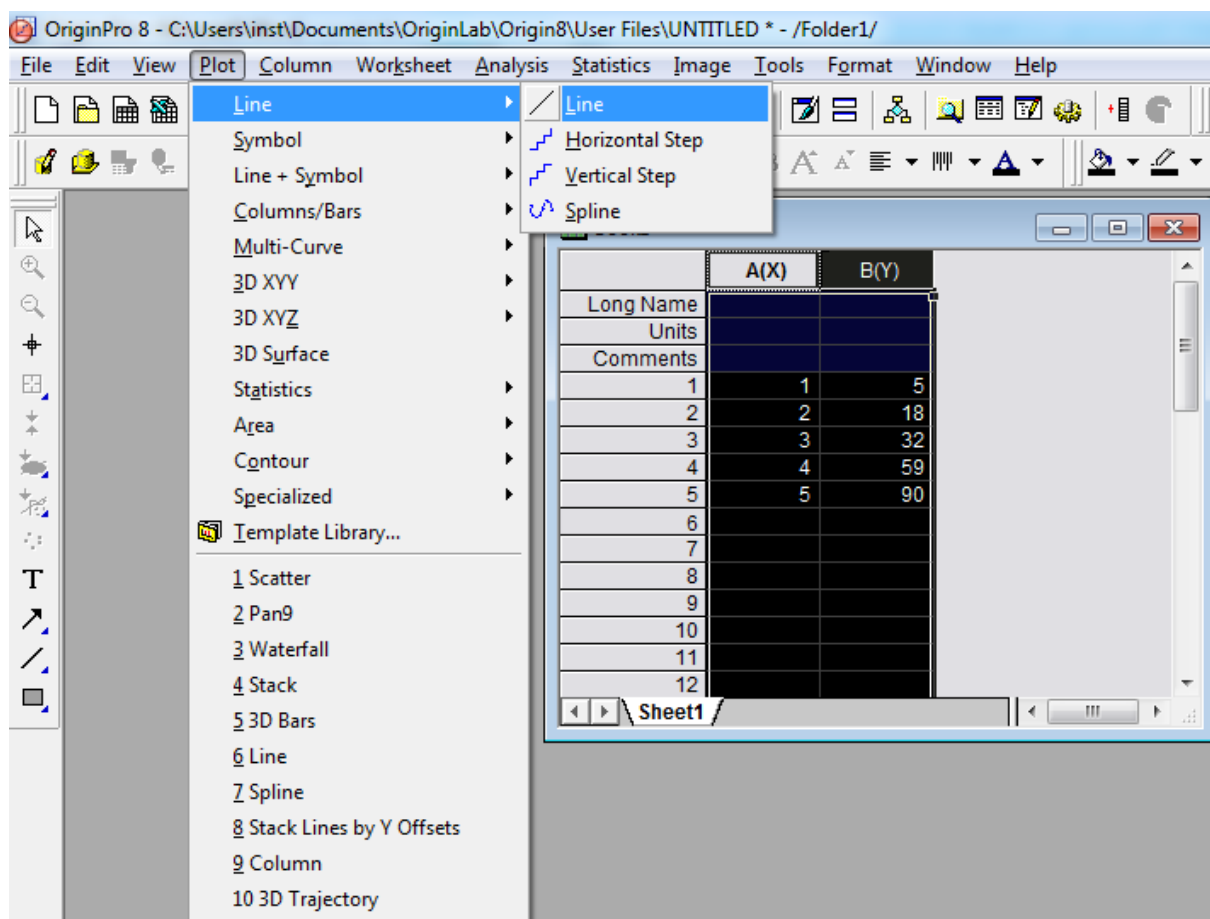 OriginPro 8 - C:\Users\inst\Documents\OriginLab\Origin8\User Files\UNTITLED * - /Folder1/
File Edit View Plot Column Worksheet Analysis Statistics Image Tools Format Window Help
Line
Symbol
Line + Symbol
Columns/Bars
Multi-Curve
3D XYY
3D XYZ
3D Surface
Statistics
Area
Contour
Specialized
Template Library...
1 Scatter
2 Pan9
3 Waterfall
4 Stack
5 3D Bars
6 Line
7 Spline
8 Stack Lines by Y Offsets
9 Column
10 3D Trajectory
Line
Horizontal Step
Vertical Step
Spline
A(X) B(Y)
Long Name
Units
Comments
1 1 5
2 2 18
3 3 32
4 4 59
5 5 90
6
7
8
9
10
11
12
Sheet1
T